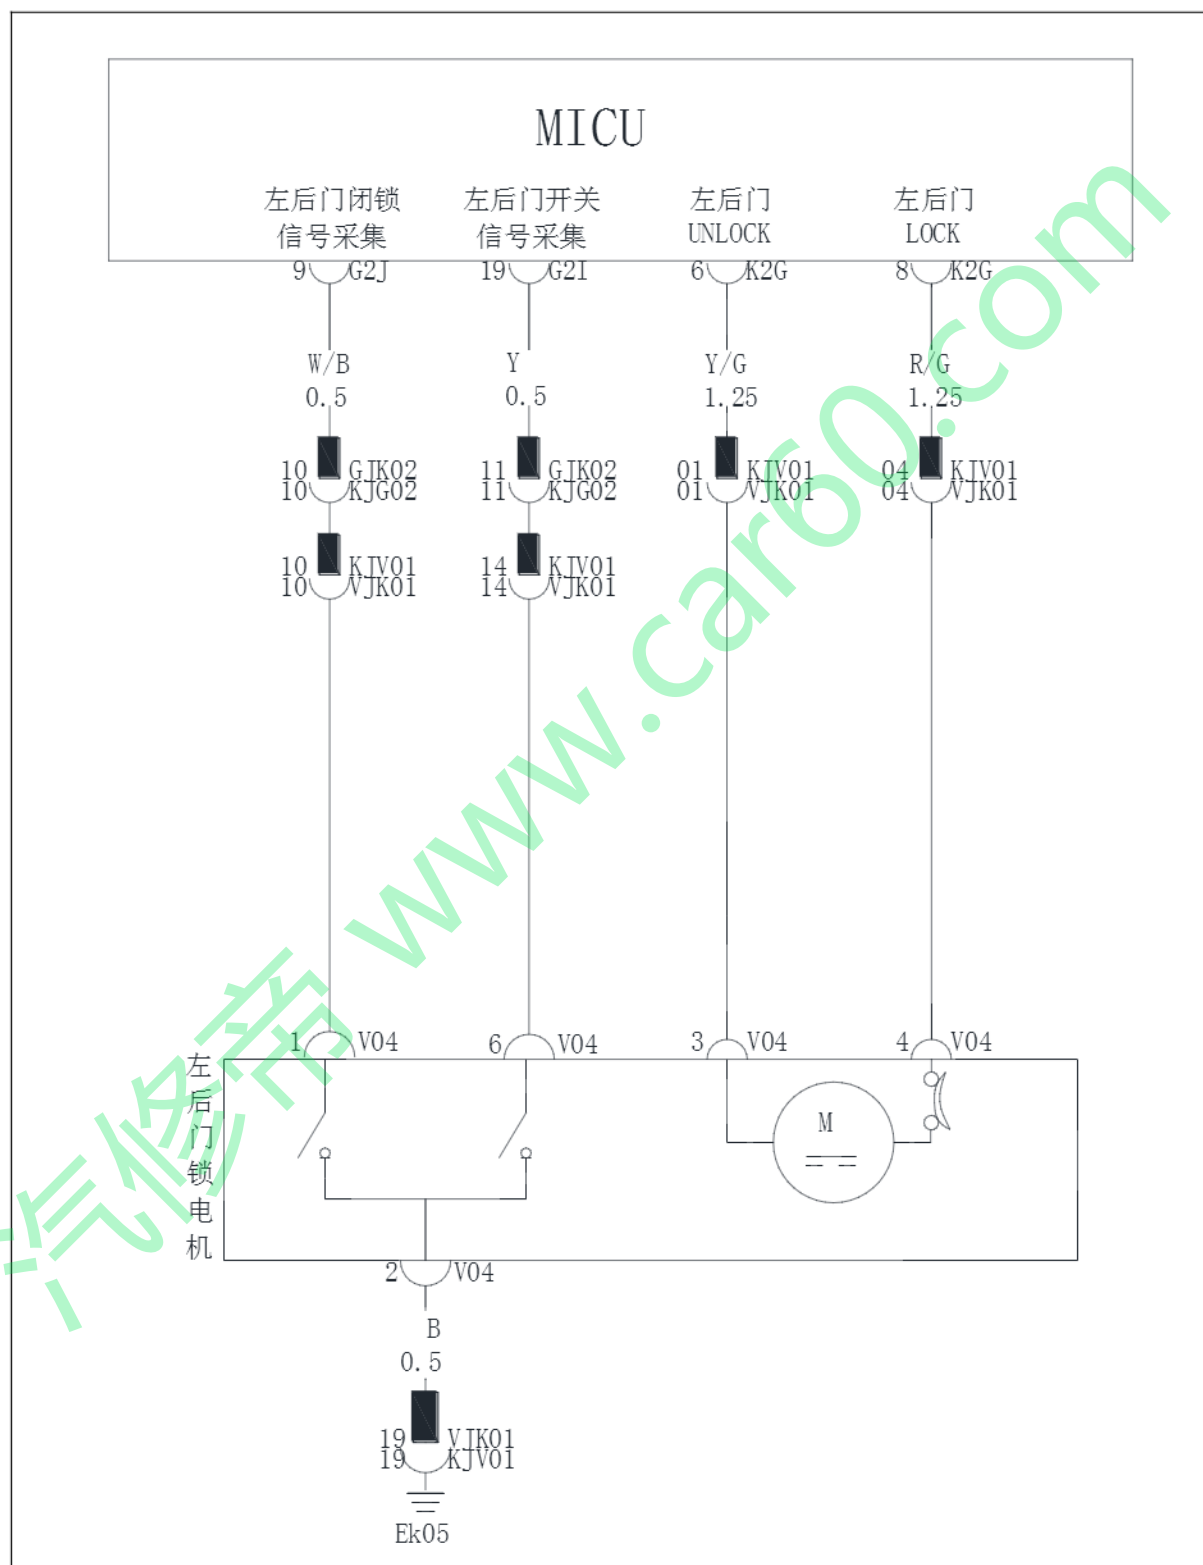 MICU
左后门闭锁 左后门开关 左后门 左后门
信号采集 信号采集 UNLOCK LOCK
9 G2J 19 G2I 6 K2G 8 K2G
W/B Y Y/G R/G
0.5 0.5 1.25 1.25
10 GJK02 11 GJK02 01 KJV01 04 KJV01
10 KJG02 11 KJG02 01 VJK01 04 VJK01
10 KJV01 14 KJV01
10 VJK01 14 VJK01
1 V04 6 V04 3 V04 4 V04
左后门锁电机
M
2 V04
B
0.5
19 VJK01
19 KJV01
Ek05
汽修帝 www.car60.com